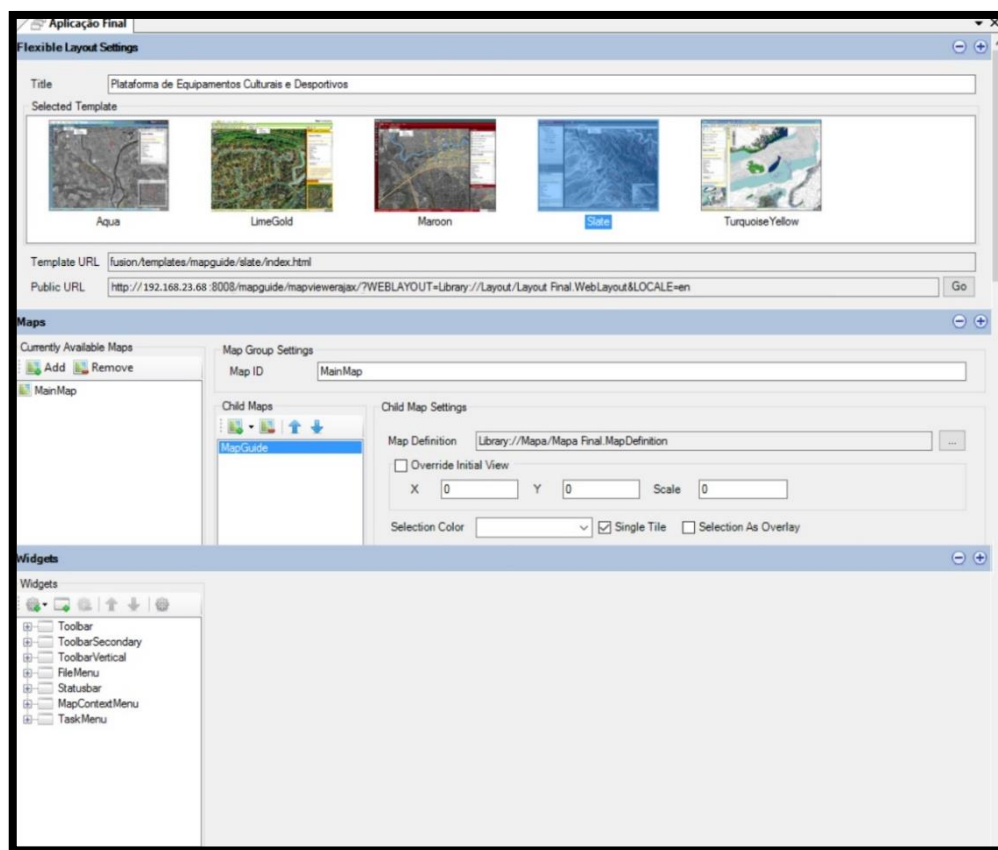 Aplicação Final
Flexible Layout Settings
Title
Plataforma de Equipamentos Culturais e Desportivos
Selected Template
Aqua
LimeGold
Maroon
Slate
TurquoiseYellow
Template URL
fusion/templates/mapguide/slate/index.html
Public URL
http://192.168.23.68:8008/mapguide/mapviewerajax/?WEBLAYOUT=Library://Layout/Layout Final.WebLayout&LOCALE=en
Go
Maps
Currently Available Maps
Add Remove
MainMap
Map Group Settings
Map ID
MainMap
Child Maps
MapGuide
Child Map Settings
Map Definition
Library://Mapa/Mapa Final.MapDefinition
...
Override Initial View
X 0 Y 0 Scale 0
Selection Color Single Tile Selection As Overlay
Widgets
Widgets
Toolbar
ToolbarSecondary
ToolbarVertical
FileMenu
Statusbar
MapContextMenu
TaskMenu